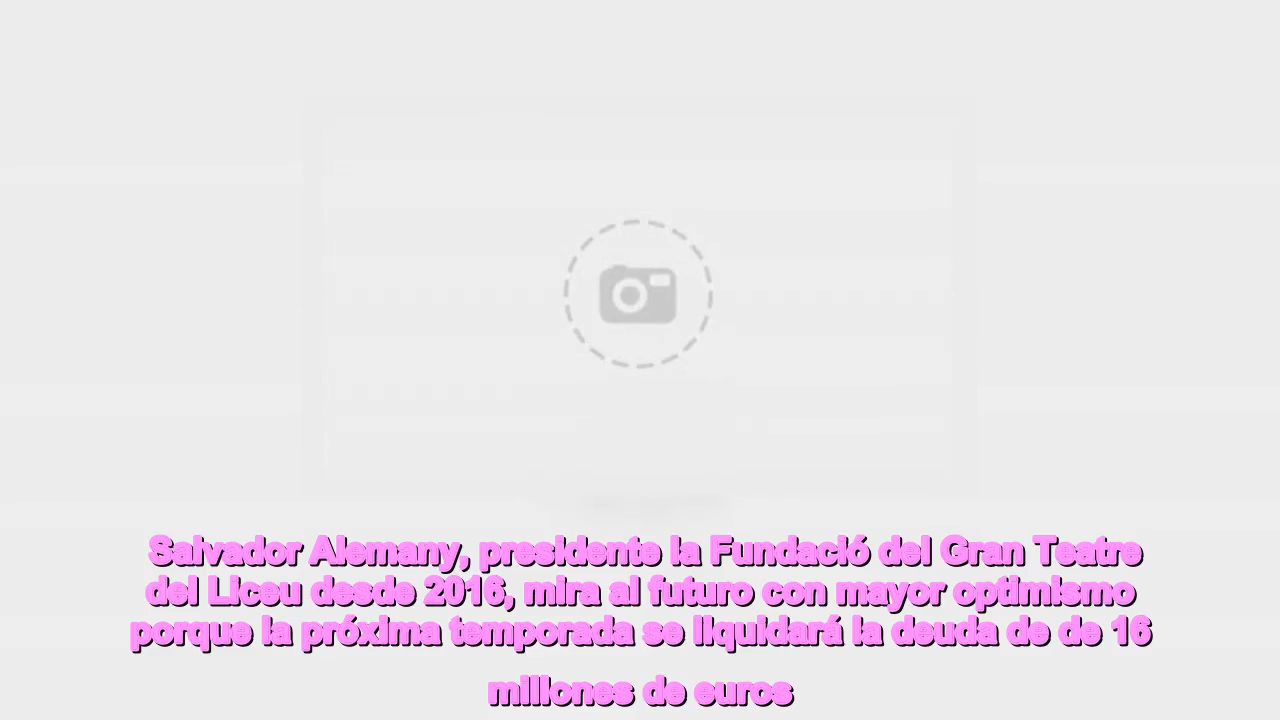 Salvador Alemany, presidente la Fundació del Gran Teatre
del Liceu desde 2016, mira al futuro con mayor optimismo
porque la próxima temporada se liquidará la deuda de de 16
millones de euros